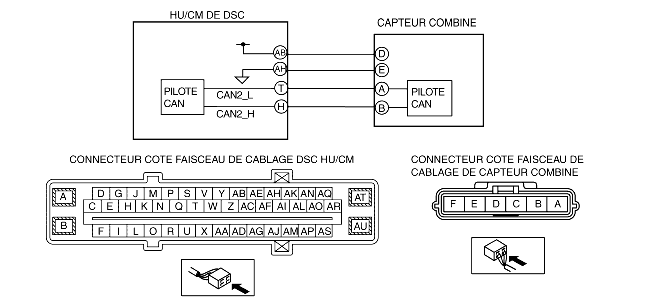 HU/CM DE DSC
CAPTEUR COMBINE
AB D
AH E
PILOTE CAN T A PILOTE CAN
CAN2_L
H B
CAN2_H
CONNECTEUR COTE FAISCEAU DE CABLAGE DSC HU/CM
CONNECTEUR COTE FAISCEAU DE
CABLAGE DE CAPTEUR COMBINE
A D G J M P S V Y AB AE AH AK AN AQ AT
C E H K N Q T W Z AC AF AI AL AO AR
B F I L O R U X AA AD AG AJ AM AP AS AU
F E D C B A